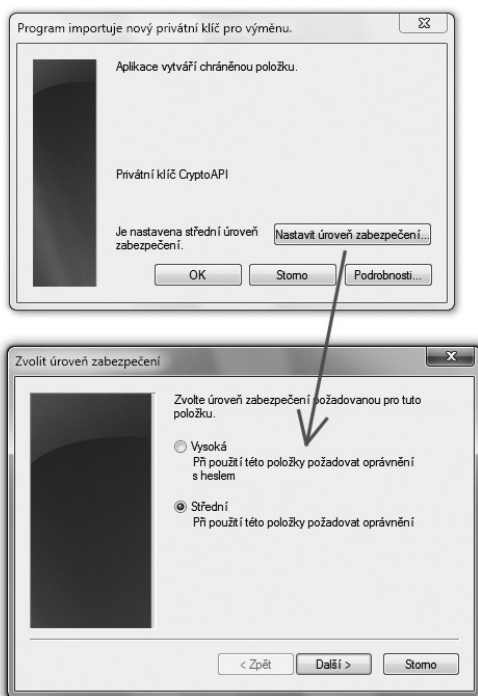 Program importuje nový privátní klíč pro výměnu.
Aplikace vytváří chráněnou položku.
Privátní klíč CryptoAPI
Je nastavena střední úroveň
zabezpečení.
Nastavit úroveň zabezpečení...
OK
Storno
Podrobnosti...
Zvolit úroveň zabezpečení
Zvolte úroveň zabezpečení požadovanou pro tuto
položku.
Vysoká
Při použití této položky požadovat oprávnění
s heslem
Střední
Při použití této položky požadovat oprávnění
< Zpět
Další >
Storno